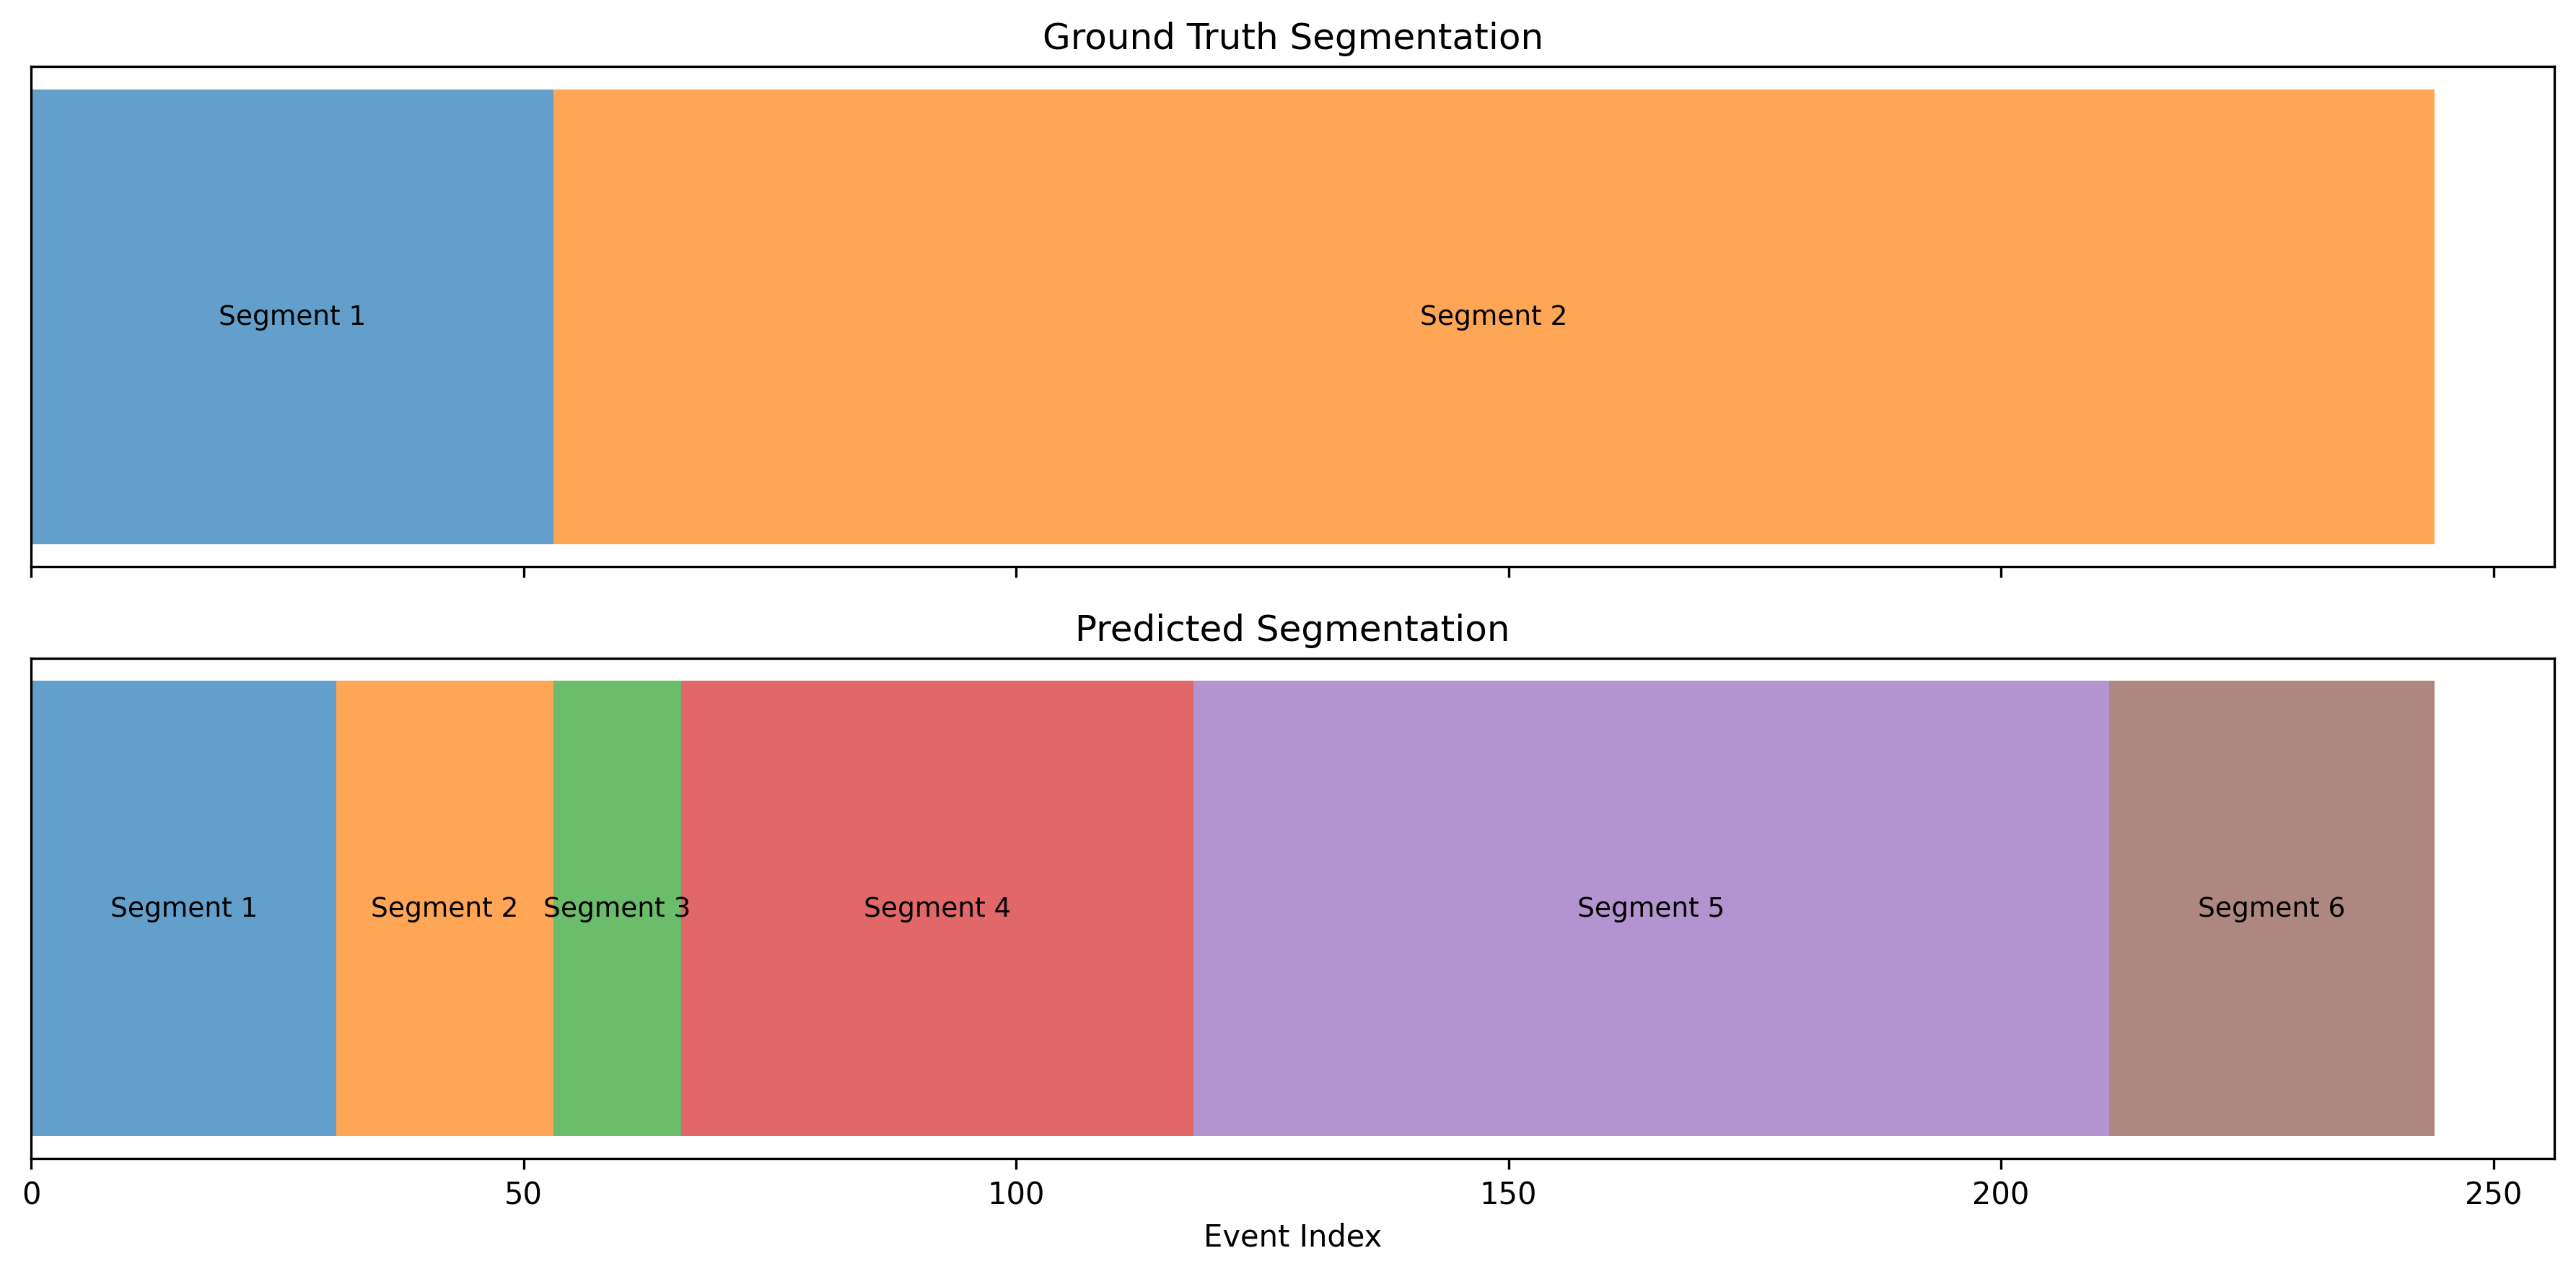 Ground Truth Segmentation
Segment 1 Segment 2
Predicted Segmentation
Segment 1 Segment 2 Segment 3 Segment 4 Segment 5 Segment 6
0 50 100 150 200 250
Event Index